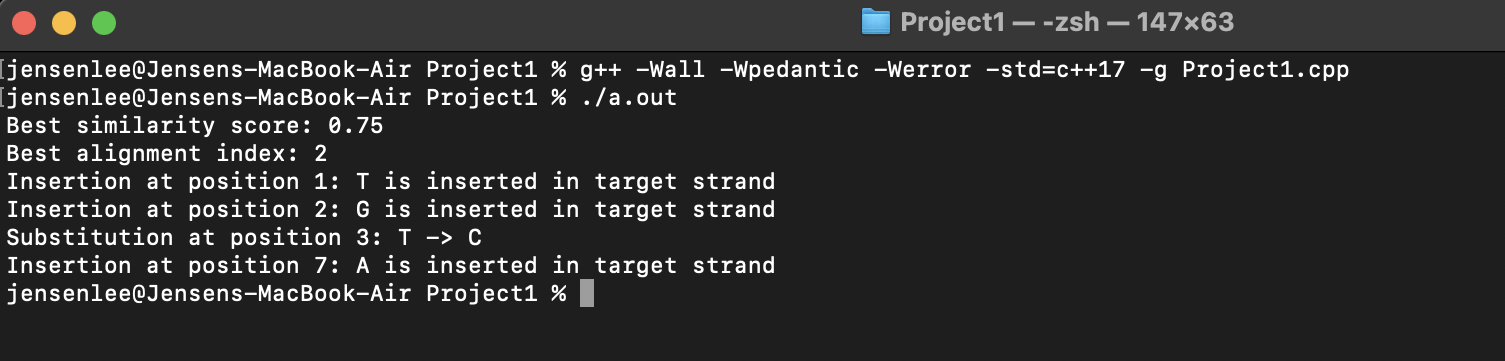 Project1 — -zsh — 147×63
[jensenlee@Jensens-MacBook-Air Project1 % g++ -Wall -Wpedantic -Werror -std=c++17 -g Project1.cpp
[jensenlee@Jensens-MacBook-Air Project1 % ./a.out
Best similarity score: 0.75
Best alignment index: 2
Insertion at position 1: T is inserted in target strand
Insertion at position 2: G is inserted in target strand
Substitution at position 3: T -> C
Insertion at position 7: A is inserted in target strand
jensenlee@Jensens-MacBook-Air Project1 %